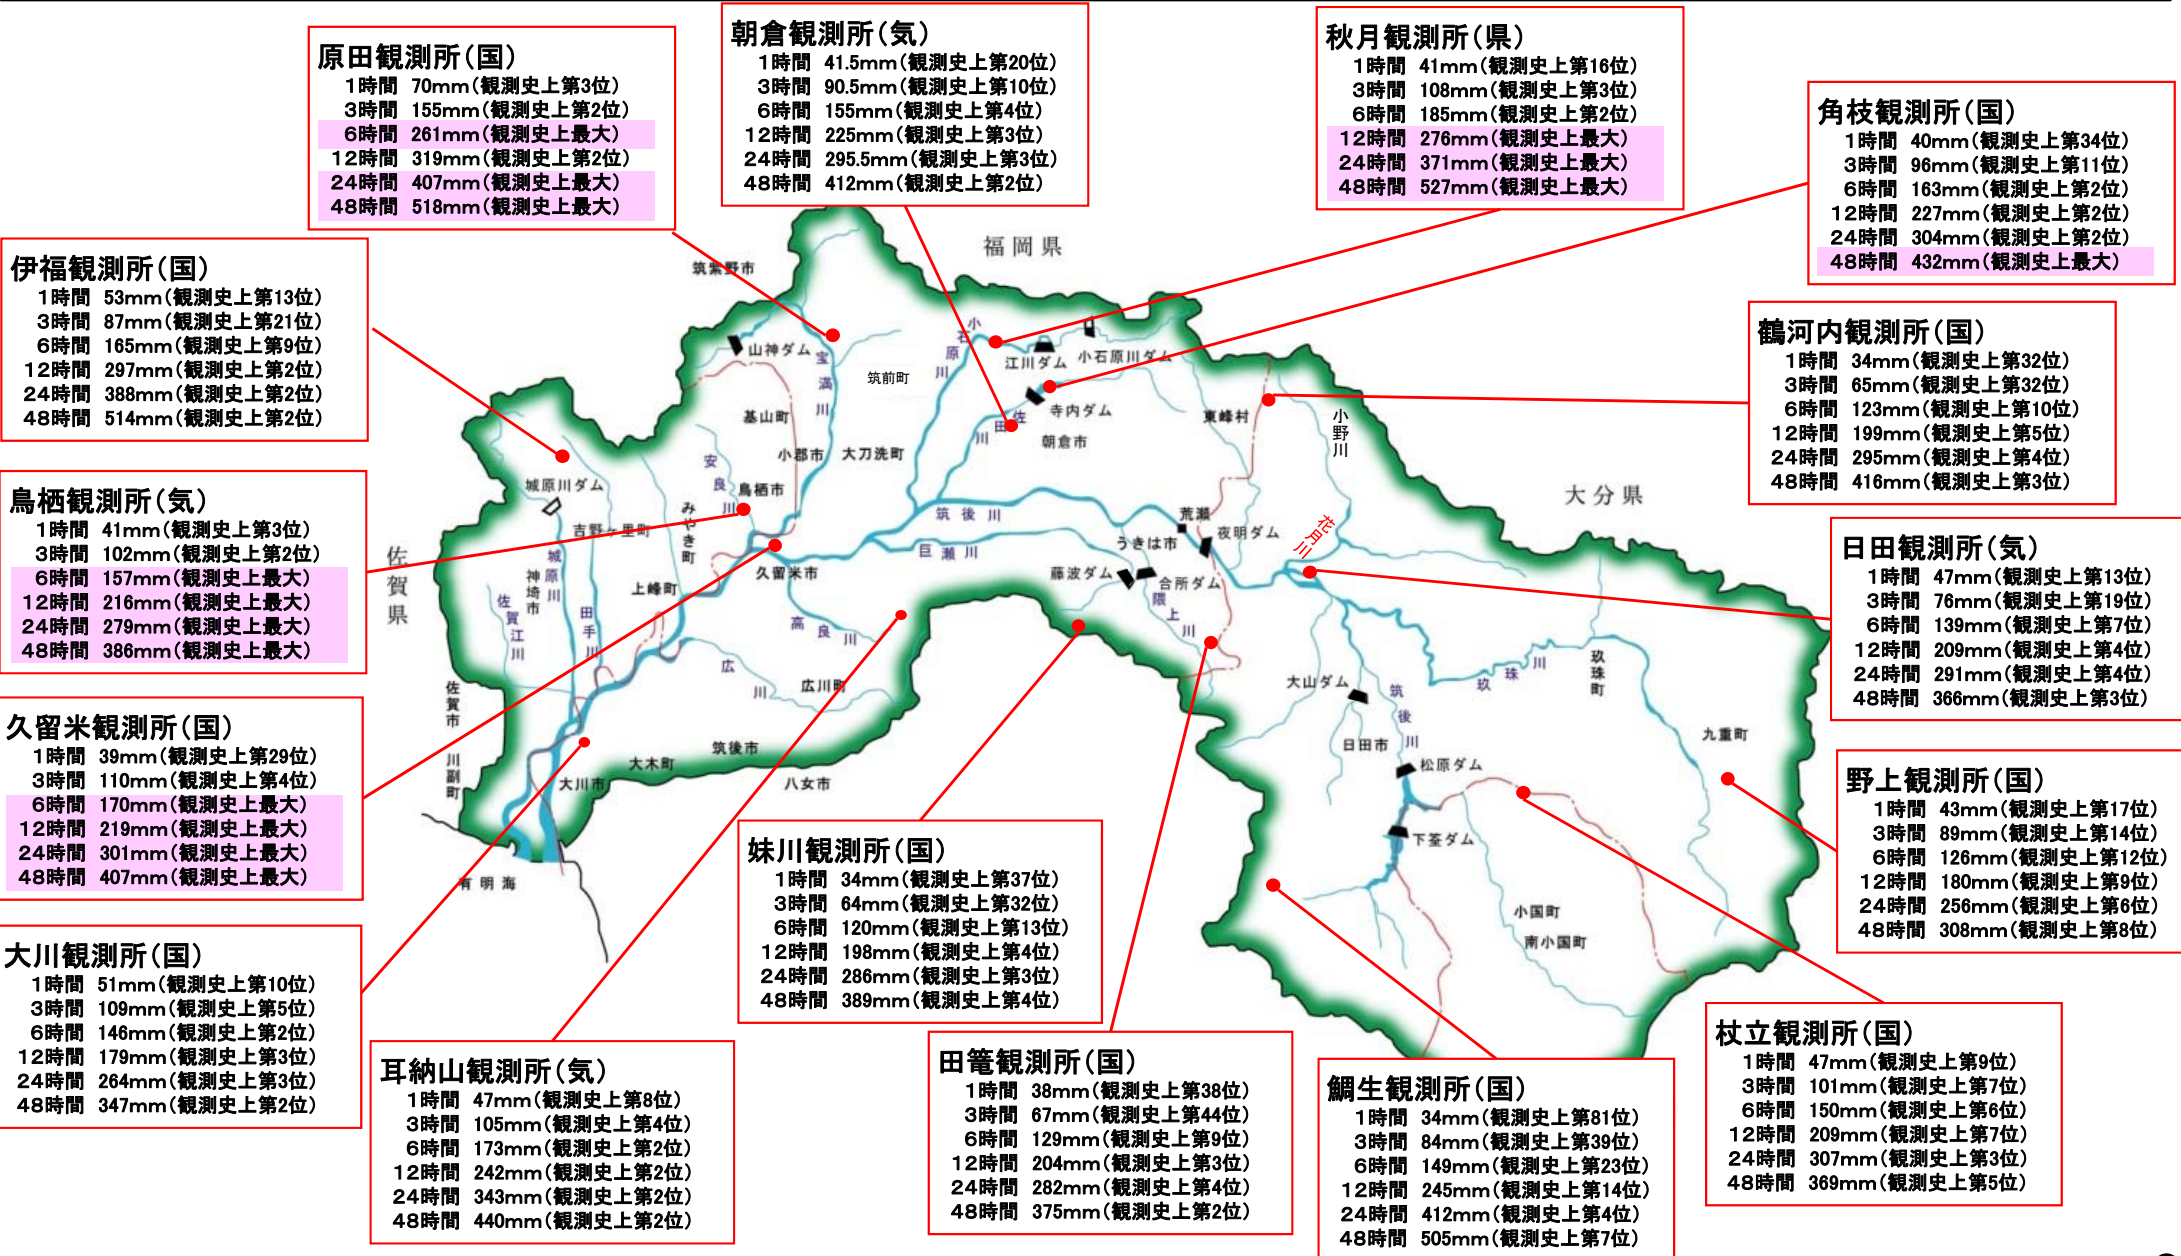 原田観測所(国)
1時間 70mm(観測史上第3位)
3時間 155mm(観測史上第2位)
6時間 261mm(観測史上最大)
12時間 319mm(観測史上第2位)
24時間 407mm(観測史上最大)
48時間 518mm(観測史上最大)
朝倉観測所(気)
1時間 41.5mm(観測史上第20位)
3時間 90.5mm(観測史上第10位)
6時間 155mm(観測史上第4位)
12時間 225mm(観測史上第3位)
24時間 295.5mm(観測史上第3位)
48時間 412mm(観測史上第2位)
秋月観測所(県)
1時間 41mm(観測史上第16位)
3時間 108mm(観測史上第3位)
6時間 185mm(観測史上第2位)
12時間 276mm(観測史上最大)
24時間 371mm(観測史上最大)
48時間 527mm(観測史上最大)
角枝観測所(国)
1時間 40mm(観測史上第34位)
3時間 96mm(観測史上第11位)
6時間 163mm(観測史上第2位)
12時間 227mm(観測史上第2位)
24時間 304mm(観測史上第2位)
48時間 432mm(観測史上最大)
伊福観測所(国)
1時間 53mm(観測史上第13位)
3時間 87mm(観測史上第21位)
6時間 165mm(観測史上第9位)
12時間 297mm(観測史上第2位)
24時間 388mm(観測史上第2位)
48時間 514mm(観測史上第2位)
鶴河内観測所(国)
1時間 34mm(観測史上第32位)
3時間 65mm(観測史上第32位)
6時間 123mm(観測史上第10位)
12時間 199mm(観測史上第5位)
24時間 295mm(観測史上第4位)
48時間 416mm(観測史上第3位)
鳥栖観測所(気)
1時間 41mm(観測史上第3位)
3時間 102mm(観測史上第2位)
6時間 157mm(観測史上最大)
12時間 216mm(観測史上最大)
24時間 279mm(観測史上最大)
48時間 386mm(観測史上最大)
日田観測所(気)
1時間 47mm(観測史上第13位)
3時間 76mm(観測史上第19位)
6時間 139mm(観測史上第7位)
12時間 209mm(観測史上第4位)
24時間 291mm(観測史上第4位)
48時間 366mm(観測史上第3位)
久留米観測所(国)
1時間 39mm(観測史上第29位)
3時間 110mm(観測史上第4位)
6時間 170mm(観測史上最大)
12時間 219mm(観測史上最大)
24時間 301mm(観測史上最大)
48時間 407mm(観測史上最大)
野上観測所(国)
1時間 43mm(観測史上第17位)
3時間 89mm(観測史上第14位)
6時間 126mm(観測史上第12位)
12時間 180mm(観測史上第9位)
24時間 256mm(観測史上第6位)
48時間 308mm(観測史上第8位)
妹川観測所(国)
1時間 34mm(観測史上第37位)
3時間 64mm(観測史上第32位)
6時間 120mm(観測史上第13位)
12時間 198mm(観測史上第4位)
24時間 286mm(観測史上第3位)
48時間 389mm(観測史上第4位)
大川観測所(国)
1時間 51mm(観測史上第10位)
3時間 109mm(観測史上第5位)
6時間 146mm(観測史上第2位)
12時間 179mm(観測史上第3位)
24時間 264mm(観測史上第3位)
48時間 347mm(観測史上第2位)
耳納山観測所(気)
1時間 47mm(観測史上第8位)
3時間 105mm(観測史上第4位)
6時間 173mm(観測史上第2位)
12時間 242mm(観測史上第2位)
24時間 343mm(観測史上第2位)
48時間 440mm(観測史上第2位)
田篭観測所(国)
1時間 38mm(観測史上第38位)
3時間 67mm(観測史上第44位)
6時間 129mm(観測史上第9位)
12時間 204mm(観測史上第3位)
24時間 282mm(観測史上第4位)
48時間 375mm(観測史上第2位)
鯛生観測所(国)
1時間 34mm(観測史上第81位)
3時間 84mm(観測史上第39位)
6時間 149mm(観測史上第23位)
12時間 245mm(観測史上第14位)
24時間 412mm(観測史上第4位)
48時間 505mm(観測史上第7位)
杖立観測所(国)
1時間 47mm(観測史上第9位)
3時間 101mm(観測史上第7位)
6時間 150mm(観測史上第6位)
12時間 209mm(観測史上第7位)
24時間 307mm(観測史上第3位)
48時間 369mm(観測史上第5位)
福岡県
筑紫野市
山神ダム
宝満川
筑前町
小石原川
江川ダム
小石原川ダム
寺内ダム
佐田川
朝倉市
東峰村
小野川
大分県
基山町
小郡市
大刀洗町
安良川
鳥栖市
城原川ダム
吉野ヶ里町
みやき町
筑後川
荒瀬
夜明ダム
花月川
うきは市
巨瀬川
久留米市
藤波ダム
合所ダム
隈上川
佐賀県
神埼市
城原川
佐賀江川
田手川
上峰町
高良川
広川
広川町
佐賀市
川副町
大川市
大木町
筑後市
八女市
有明海
大山ダム
筑後川
日田市
松原ダム
下筌ダム
玖珠川
玖珠町
九重町
小国町
南小国町